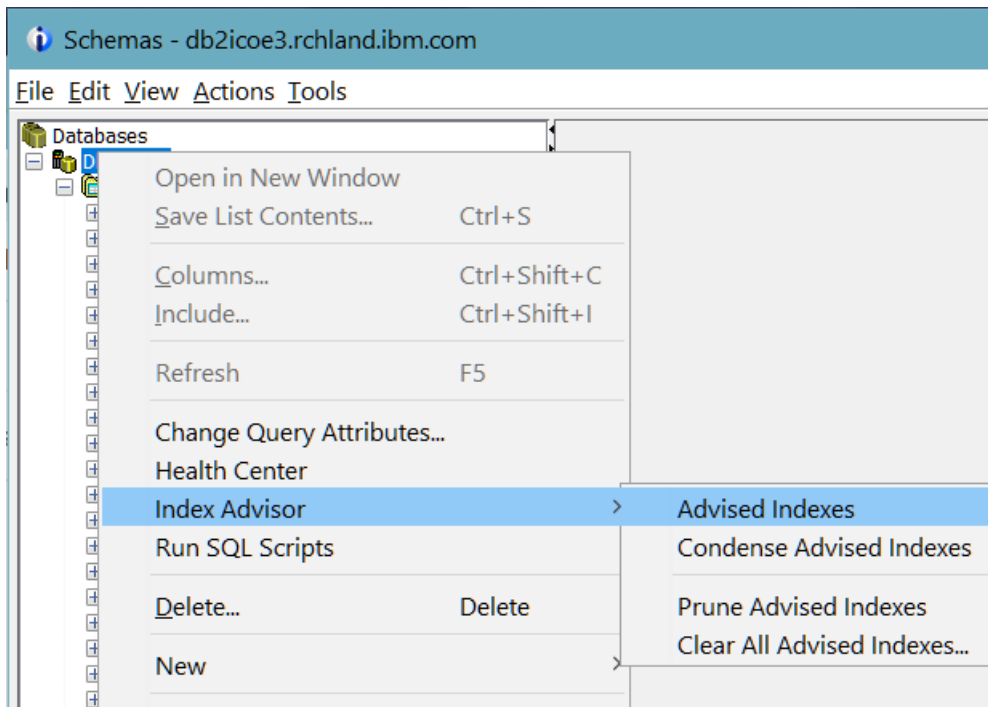 Schemas - db2icoe3.rchland.ibm.com
File Edit View Actions Tools
Databases
D
Open in New Window
Save List Contents... Ctrl+S
Columns... Ctrl+Shift+C
Include... Ctrl+Shift+I
Refresh F5
Change Query Attributes...
Health Center
Index Advisor
Run SQL Scripts
Delete... Delete
New
Advised Indexes
Condense Advised Indexes
Prune Advised Indexes
Clear All Advised Indexes...